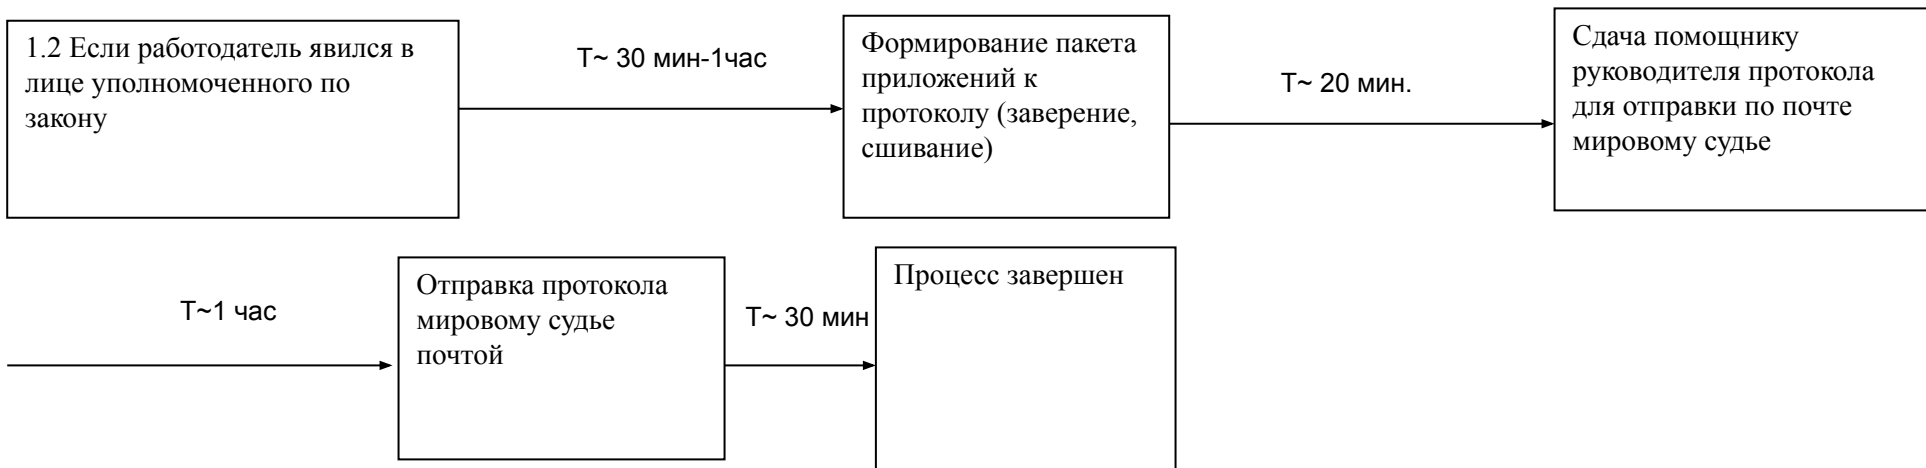 1.2 Если работодатель явился в
лице уполномоченного по
закону
T~ 30 мин-1час
Формирование пакета
приложений к
протоколу (заверение,
сшивание)
T~ 20 мин.
Сдача помощнику
руководителя протокола
для отправки по почте
мировому судье
T~1 час
Отправка протокола
мировому судье
почтой
T~ 30 мин
Процесс завершен